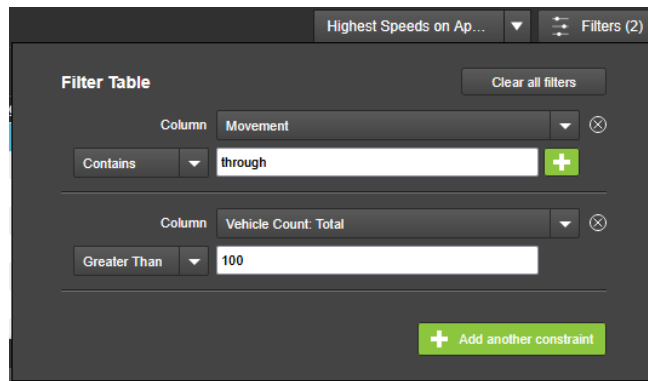 Highest Speeds on Ap... Filters (2)
Filter Table Clear all filters
Column Movement
Contains through
Column Vehicle Count: Total
Greater Than 100
Add another constraint